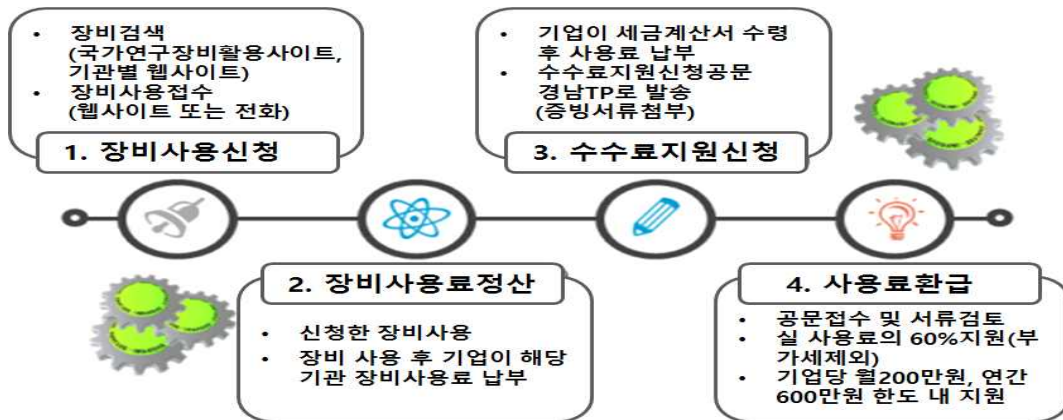 • 장비검색
(국가연구장비활용사이트,
기관별 웹사이트)
• 장비사용접수
(웹사이트 또는 전화)
1. 장비사용신청
2. 장비사용료정산
• 신청한 장비사용
• 장비 사용 후 기업이 해당
기관 장비사용료 납부
• 기업이 세금계산서 수령
후 사용료 납부
• 수수료지원신청공문
경남TP로 발송
(증빙서류첨부)
3. 수수료지원신청
4. 사용료환급
• 공문접수 및 서류검토
• 실 사용료의 60%지원(부
가세제외)
• 기업당 월200만원, 연간
600만원 한도 내 지원